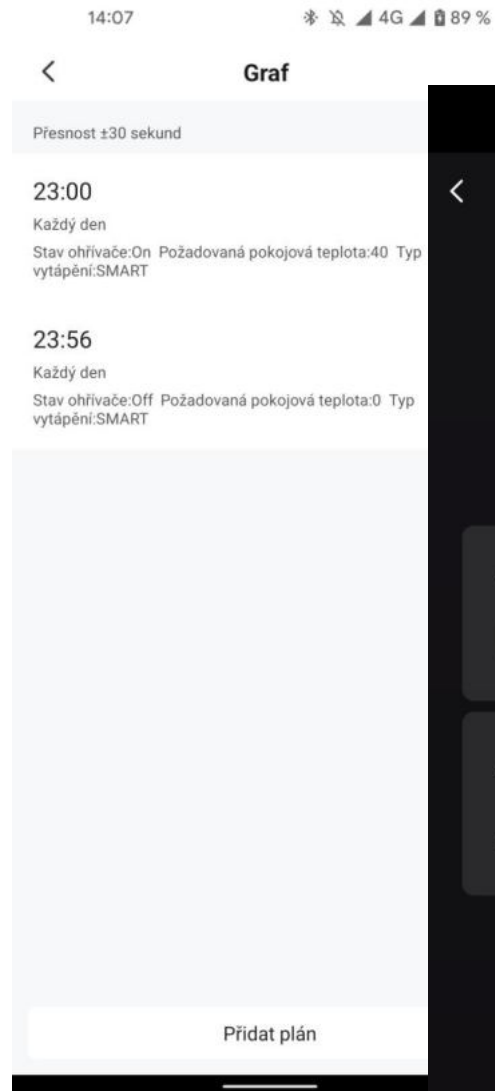 14:07 4G 89 %
Graf
Přesnost ±30 sekund
23:00
Každý den
Stav ohřívače:On Požadovaná pokojová teplota:40 Typ
vytápění:SMART
23:56
Každý den
Stav ohřívače:Off Požadovaná pokojová teplota:0 Typ
vytápění:SMART
Přidat plán